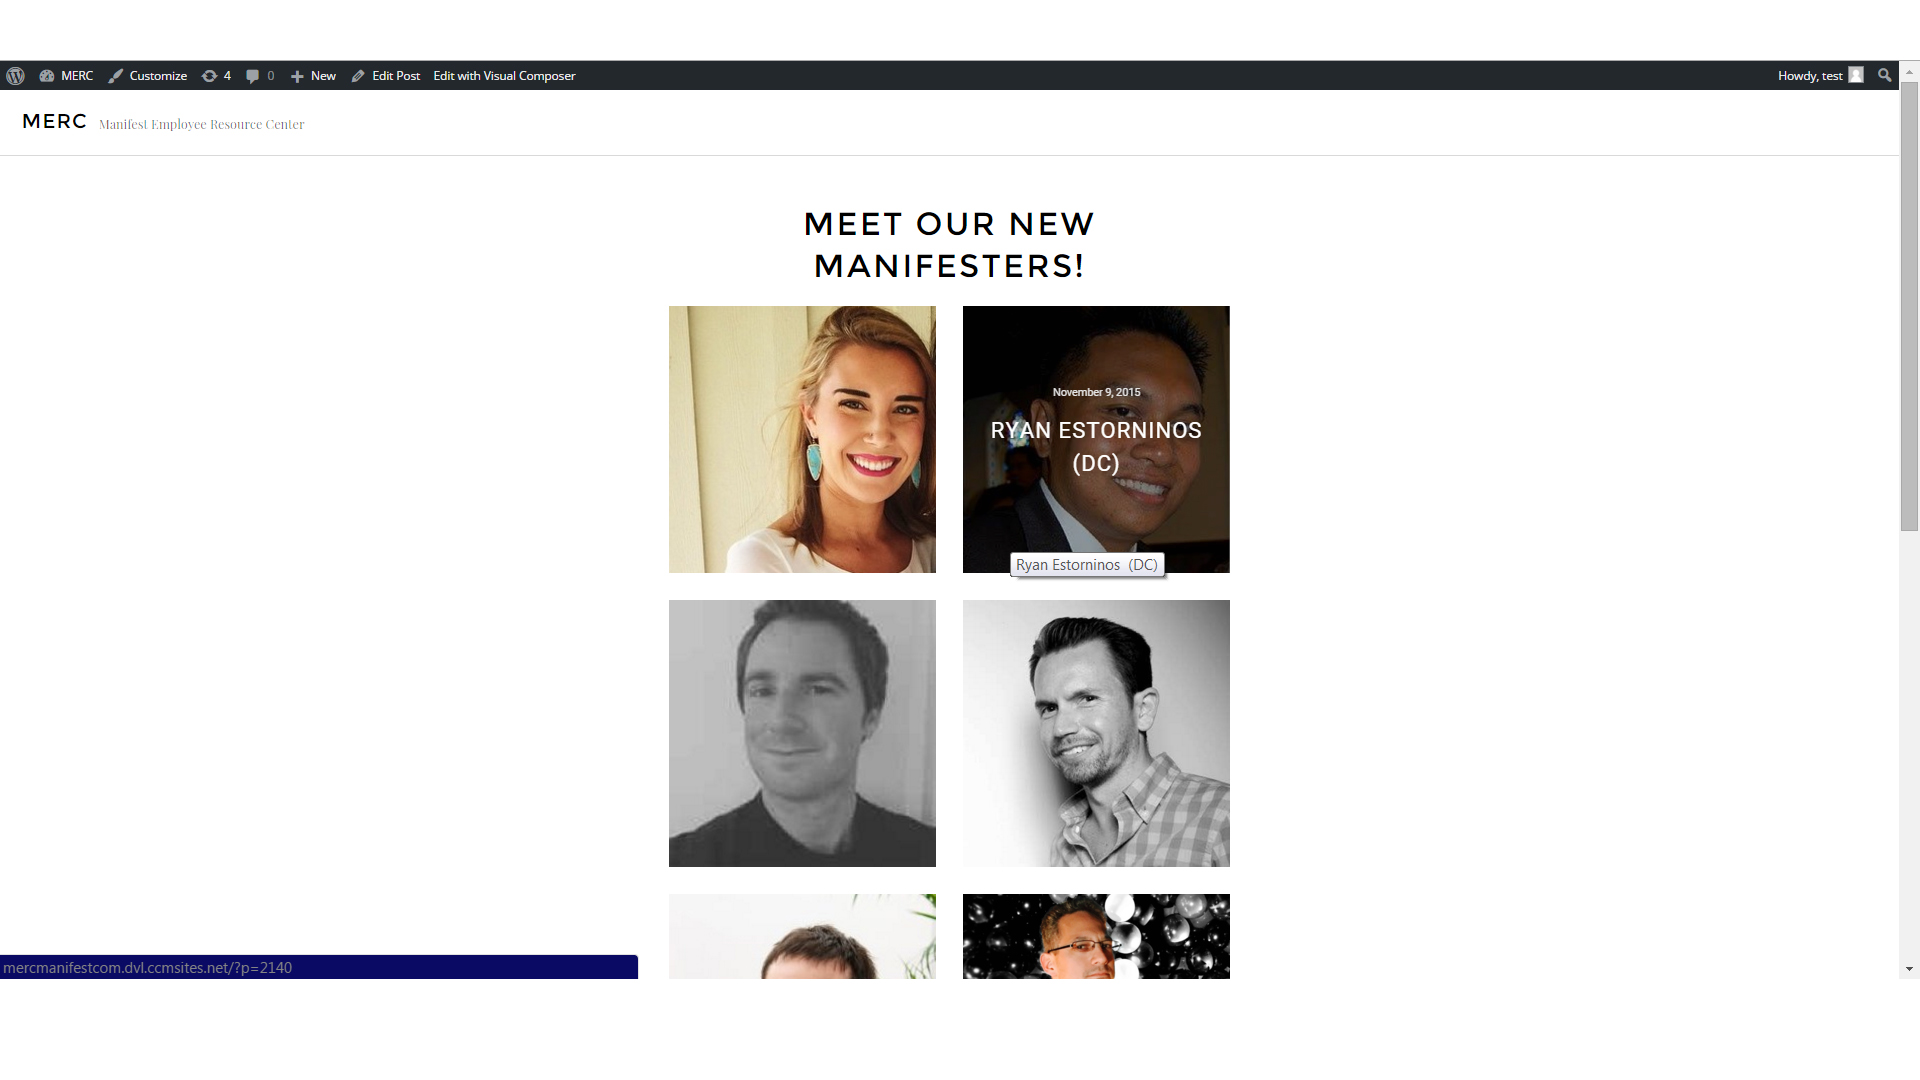 MERC Customize 4 0 New Edit Post Edit with Visual Composer Howdy, test
MERC Manifest Employee Resource Center
MEET OUR NEW
MANIFESTERS!
November 9, 2015
RYAN ESTORNINOS
(DC)
Ryan Estorninos (DC)
mercmanifestcom.dvl.ccmsites.net/?p=2140